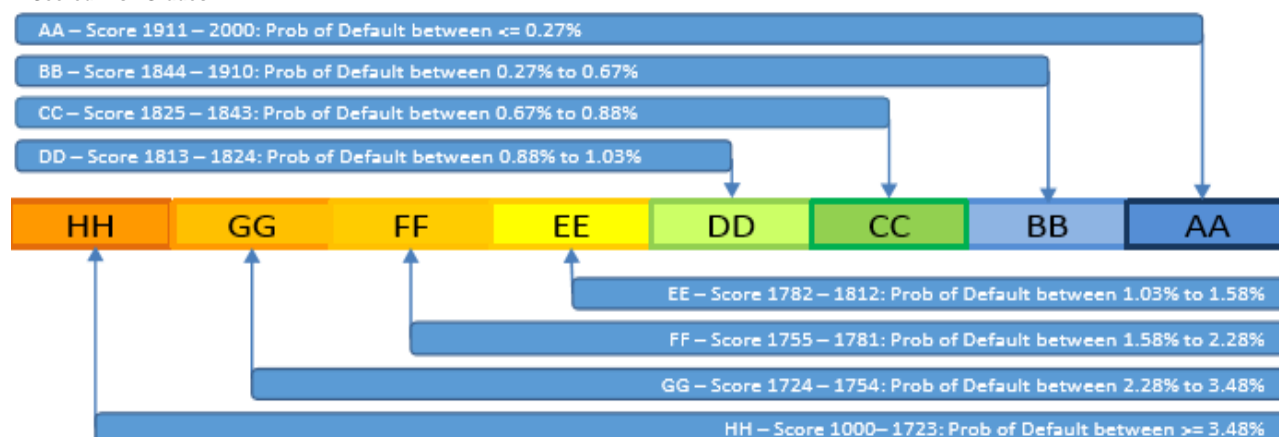 AA – Score 1911 – 2000: Prob of Default between <= 0.27%
BB – Score 1844 – 1910: Prob of Default between 0.27% to 0.67%
CC – Score 1825 – 1843: Prob of Default between 0.67% to 0.88%
DD – Score 1813 – 1824: Prob of Default between 0.88% to 1.03%
HH GG FF EE DD CC BB AA
EE – Score 1782 – 1812: Prob of Default between 1.03% to 1.58%
FF – Score 1755 – 1781: Prob of Default between 1.58% to 2.28%
GG – Score 1724 – 1754: Prob of Default between 2.28% to 3.48%
HH – Score 1000– 1723: Prob of Default between >= 3.48%